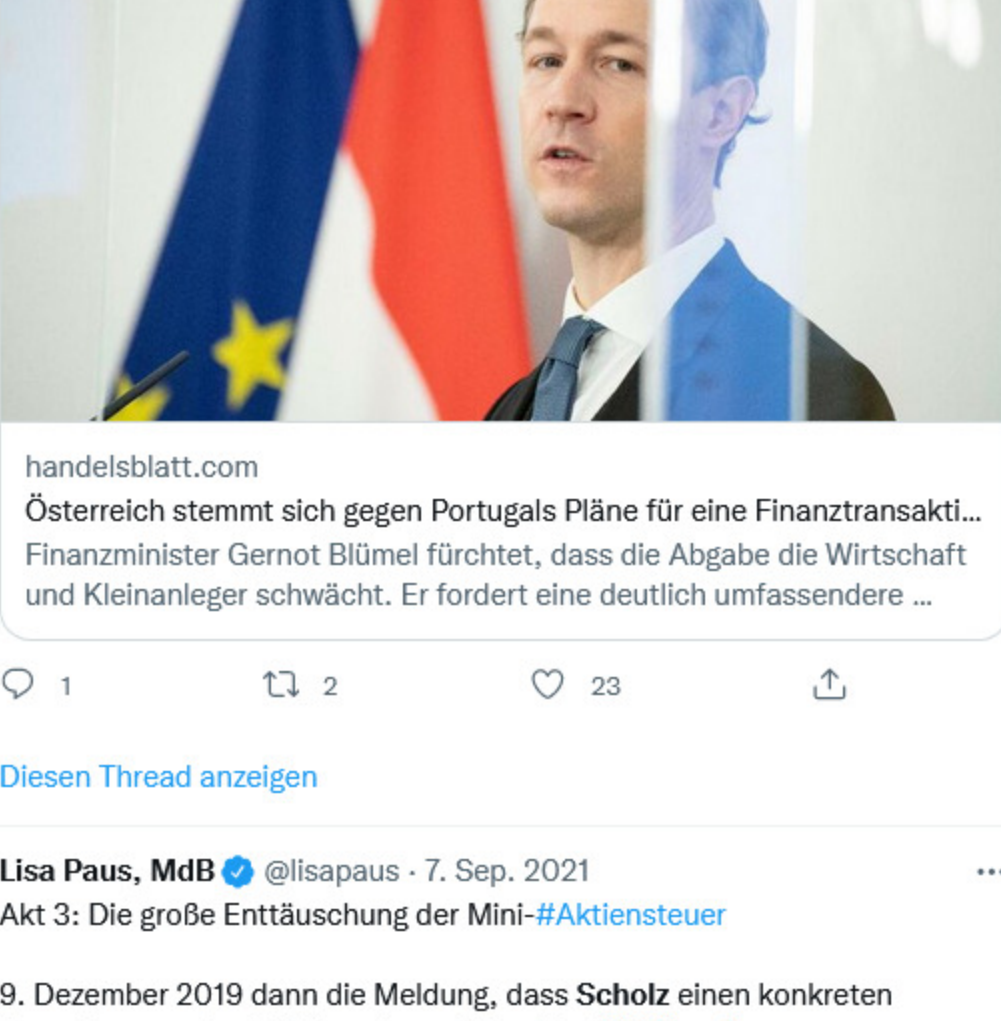 handelsblatt.com
Österreich stemmt sich gegen Portugals Pläne für eine Finanztransakti...
Finanzminister Gernot Blümel fürchtet, dass die Abgabe die Wirtschaft
und Kleinanleger schwächt. Er fordert eine deutlich umfassendere ...
1 2 23
Diesen Thread anzeigen
Lisa Paus, MdB @lisapaus · 7. Sep. 2021
Akt 3: Die große Enttäuschung der Mini-#Aktiensteuer
9. Dezember 2019 dann die Meldung, dass Scholz einen konkreten